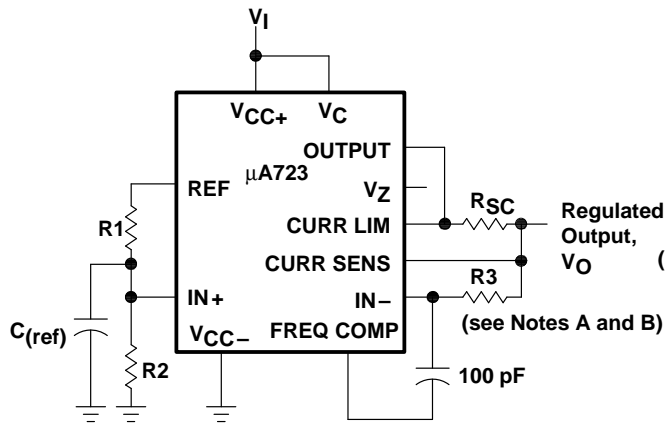 VI
VCC+
VC
OUTPUT
REF
μA723
VZ
RSC
R1
CURR LIM
Regulated
Output,
VO
(
CURR SENS
R3
IN+
IN−
C(ref)
VCC−
FREQ COMP
(see Notes A and B)
R2
100 pF